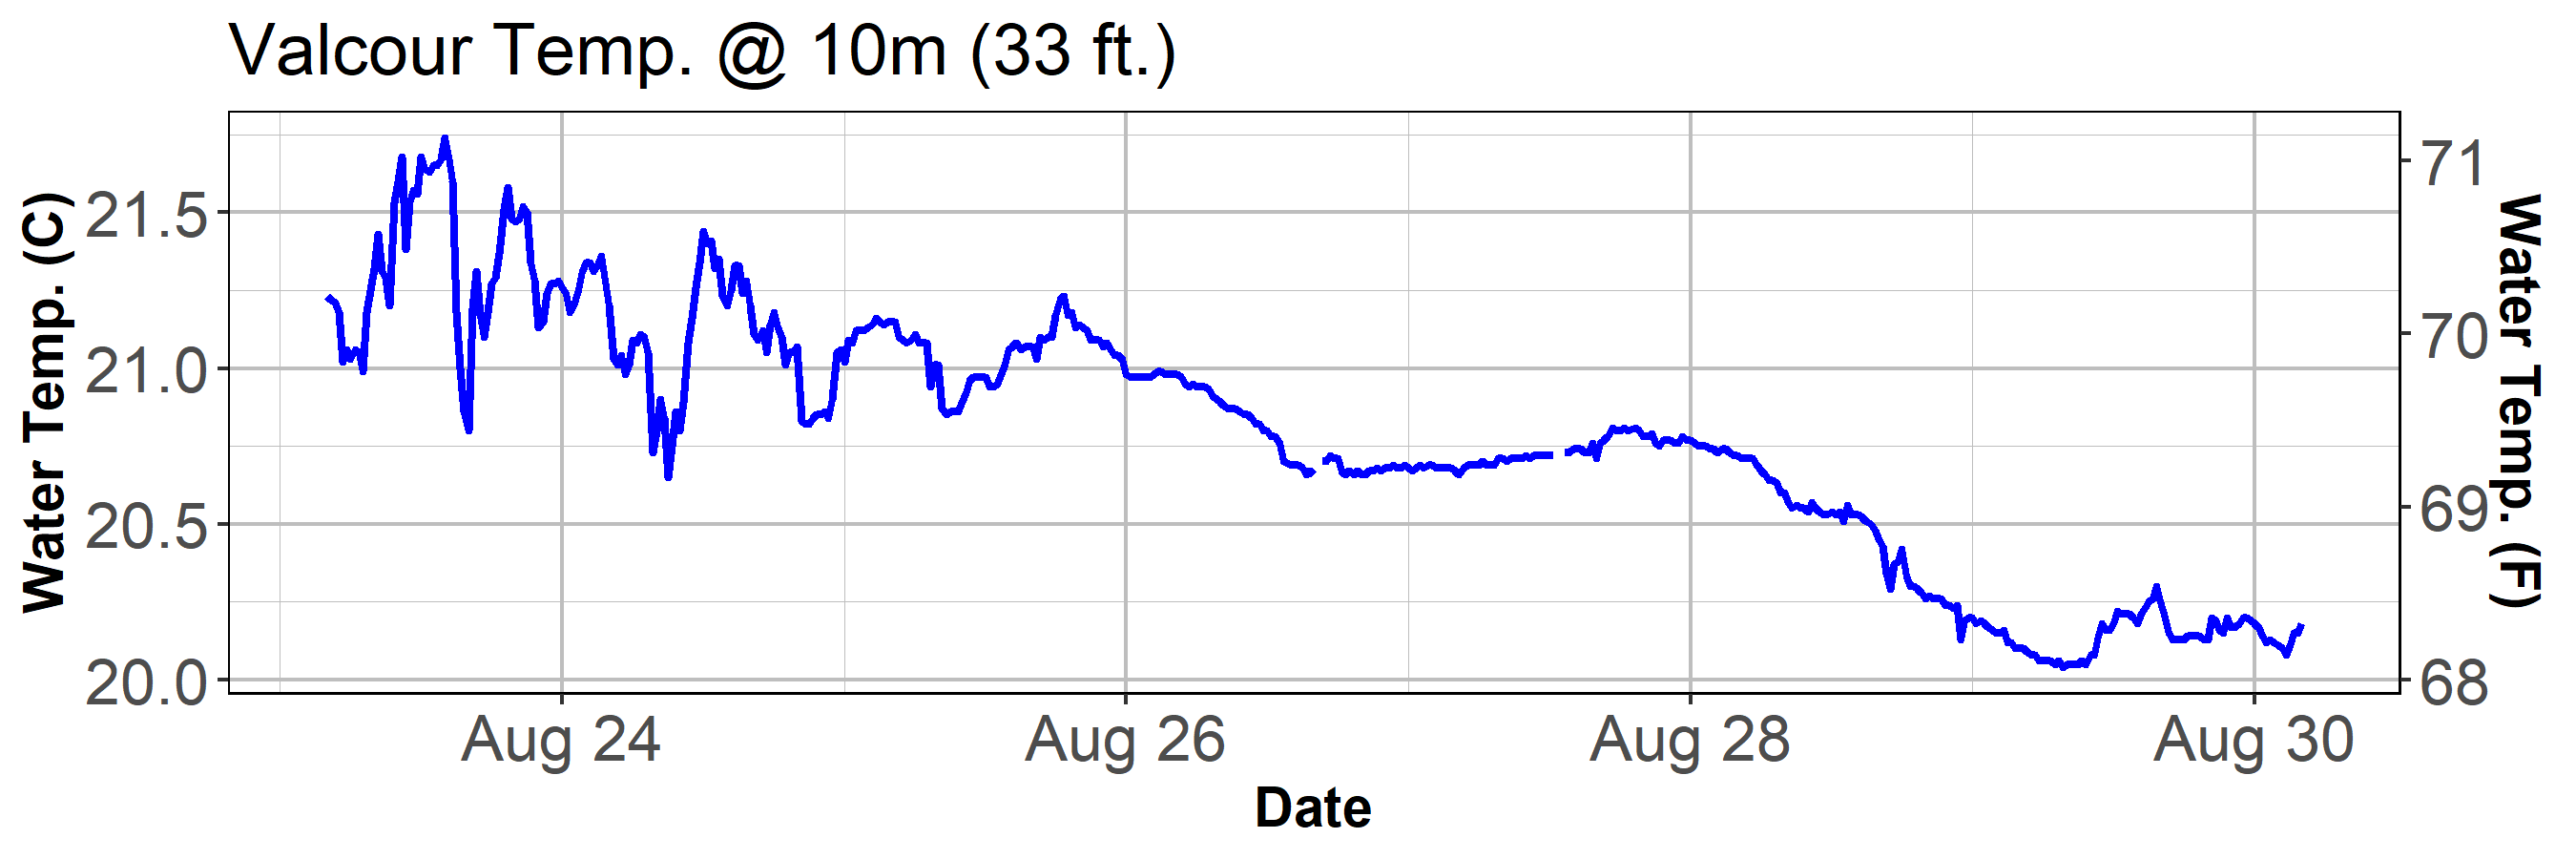 Valcour Temp. @ 10m (33 ft.)
Water Temp. (C)
21.5
21.0
20.5
20.0
71
70
69
68
Water Temp. (F)
Aug 24
Aug 26
Aug 28
Aug 30
Date